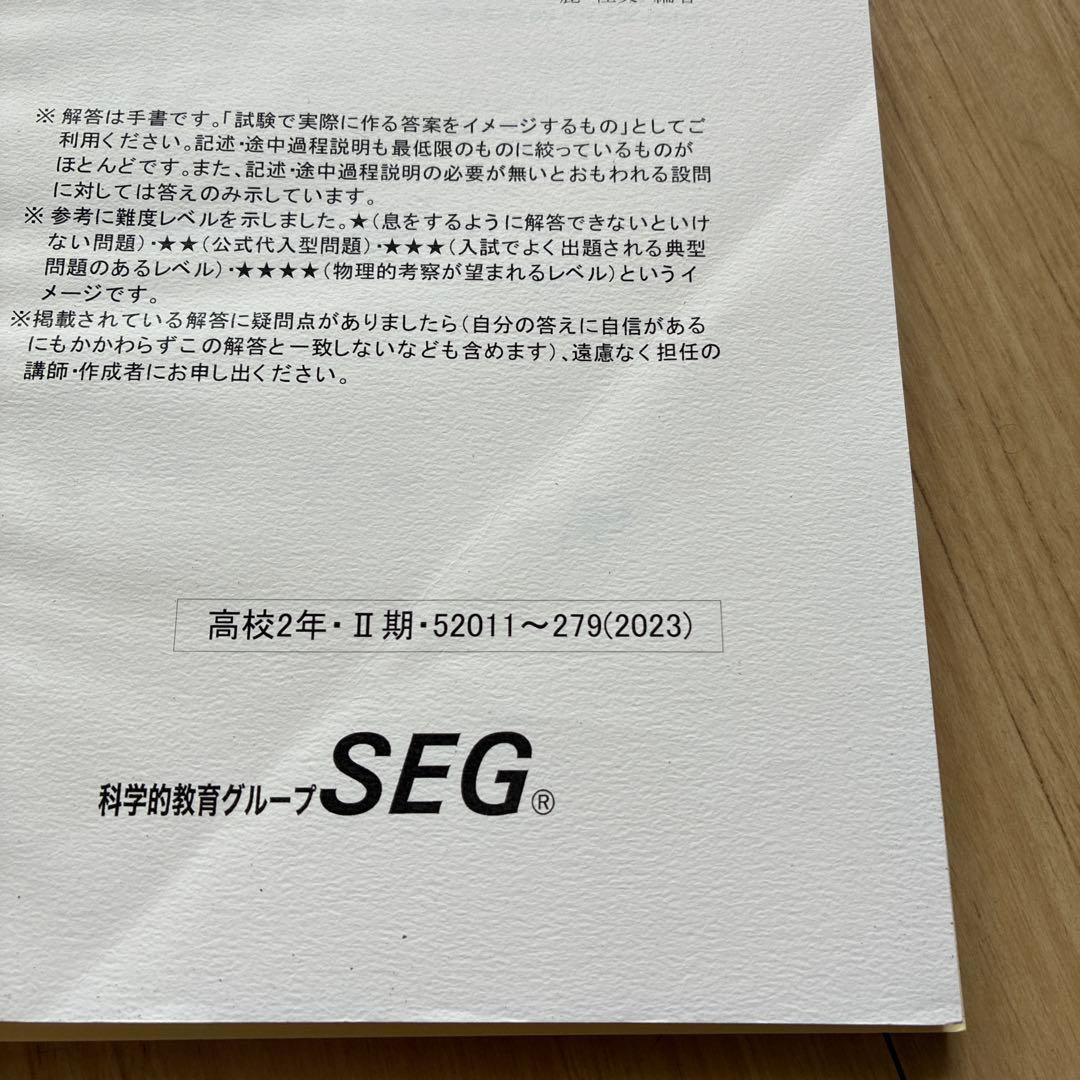 ※ 解答は手書です。「試験で実際に作る答案をイメージするもの」としてご
利用ください。記述・途中過程説明も最低限のものに絞っているものが
ほとんどです。また、記述・途中過程説明の必要が無いとおもわれる設問
に対しては答えのみ示しています。
※ 参考に難度レベルを示しました。★(息をするように解答できないといけ
ない問題)・★★(公式代入型問題)・★★★(入試でよく出題される典型
問題のあるレベル)・★★★★(物理的考察が望まれるレベル)というイ
メージです。
※掲載されている解答に疑問点がありましたら(自分の答えに自信がある
にもかかわらずこの解答と一致しないなども含めます)、遠慮なく担任の
講師・作成者にお申し出ください。
高校2年・Ⅱ期・52011～279(2023)
科学的教育グループSEG®